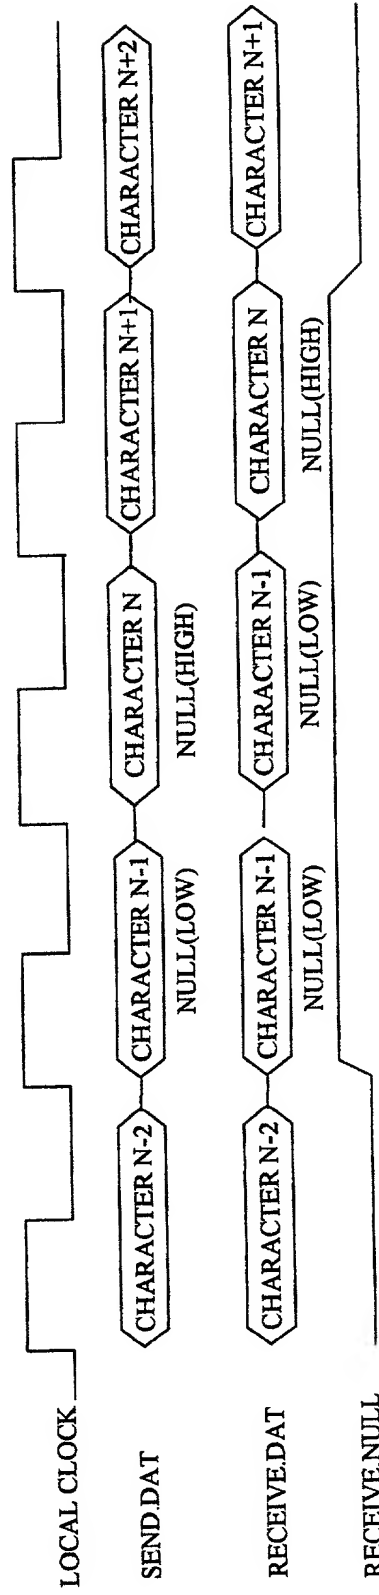 LOCAL CLOCK
SEND.DAT
CHARACTER N-2
CHARACTER N-1
CHARACTER N
CHARACTER N+1
CHARACTER N+2
NULL(LOW)
NULL(HIGH)
RECEIVE.DAT
CHARACTER N-2
CHARACTER N-1
CHARACTER N-1
CHARACTER N
CHARACTER N+1
NULL(LOW)
NULL(LOW)
NULL(HIGH)
RECEIVE.NULL